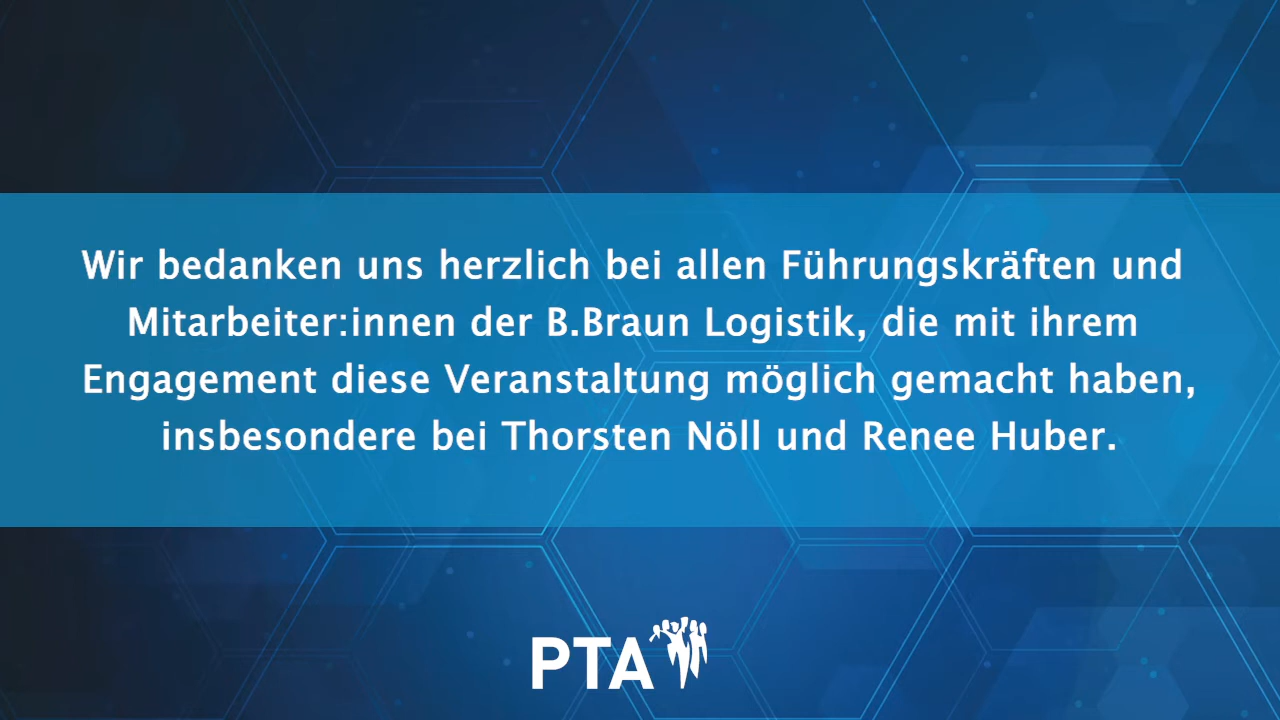 Wir bedanken uns herzlich bei allen Führungskräften und
Mitarbeiter:innen der B.Braun Logistik, die mit ihrem
Engagement diese Veranstaltung möglich gemacht haben,
insbesondere bei Thorsten Nöll und Renee Huber.
PTA